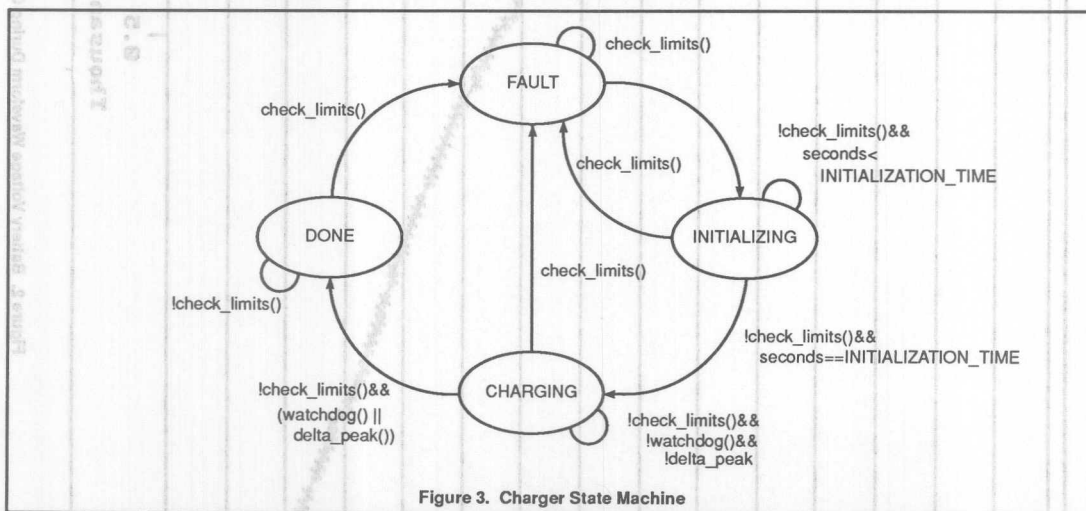 check_limits()
FAULT
check_limits()
!check_limits()&&
seconds<
INITIALIZATION_TIME
check_limits()
DONE
INITIALIZING
check_limits()
!check_limits()
!check_limits()&&
seconds==INITIALIZATION_TIME
!check_limits()&&
(watchdog() ||
delta_peak())
CHARGING
!check_limits()&&
!watchdog()&&
!delta_peak
Figure 3. Charger State Machine